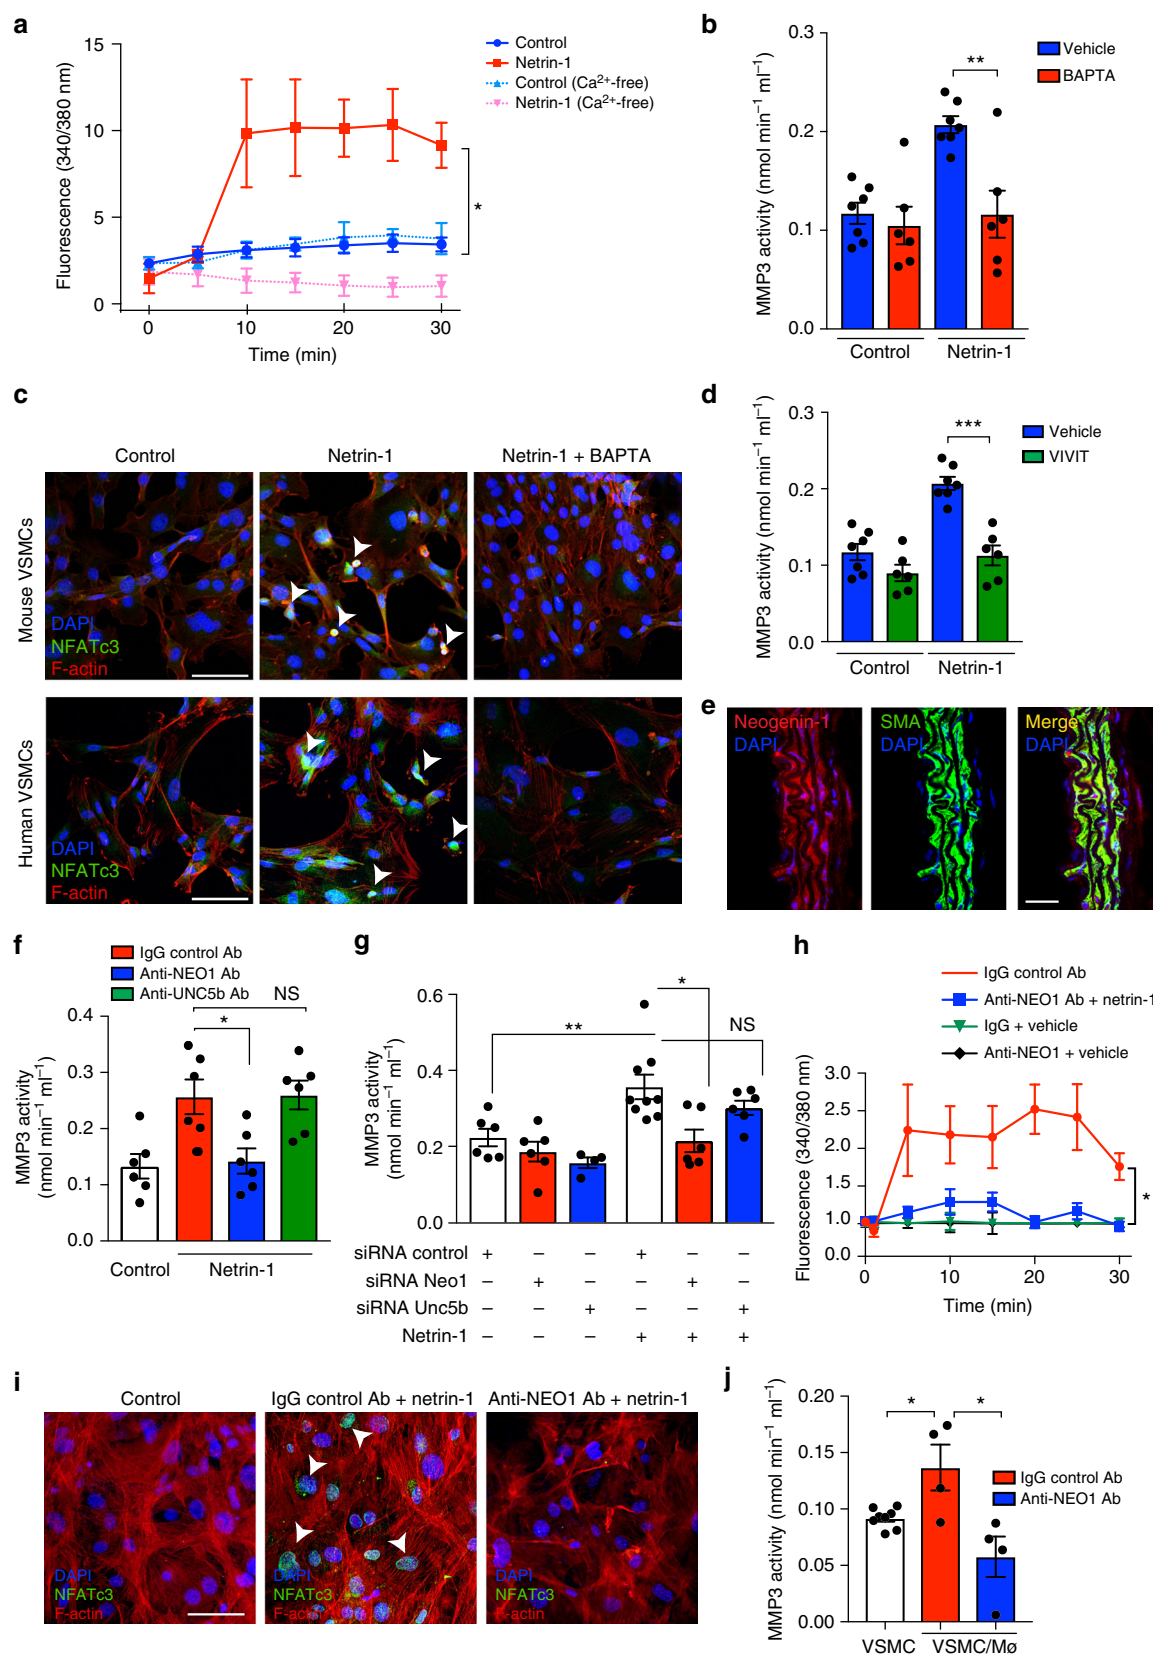 a
15
10
5
0
Fluorescence (340/380 nm)
0
10
20
30
Time (min)
Control
Netrin-1
Control (Ca²⁺-free)
Netrin-1 (Ca²⁺-free)
*
b
0.3
0.2
0.1
0.0
MMP3 activity (nmol min⁻¹ ml⁻¹)
**
Vehicle
BAPTA
Control
Netrin-1
c
Control
Netrin-1
Netrin-1 + BAPTA
Mouse VSMCs
DAPI
NFATc3
F-actin
Human VSMCs
DAPI
NFATc3
F-actin
d
0.3
0.2
0.1
0.0
MMP3 activity (nmol min⁻¹ ml⁻¹)
***
Vehicle
VIVIT
Control
Netrin-1
e
Neogenin-1
DAPI
SMA
DAPI
Merge
DAPI
f
IgG control Ab
Anti-NEO1 Ab
Anti-UNC5b Ab
NS
*
0.4
0.3
0.2
0.1
0.0
MMP3 activity
(nmol min⁻¹ ml⁻¹)
Control
Netrin-1
g
0.6
0.4
0.2
0.0
MMP3 activity
(nmol min⁻¹ ml⁻¹)
**
*
NS
siRNA control + – – + – –
siRNA Neo1 – + – – + –
siRNA Unc5b – – + – – +
Netrin-1 – – – + + +
h
IgG control Ab
Anti-NEO1 Ab + netrin-1
IgG + vehicle
Anti-NEO1 + vehicle
3.0
2.5
2.0
1.5
1.0
0.0
Fluorescence (340/380 nm)
*
0
10
20
30
Time (min)
i
Control
IgG control Ab + netrin-1
Anti-NEO1 Ab + netrin-1
DAPI
NFATc3
F-actin
DAPI
NFATc3
F-actin
DAPI
NFATc3
F-actin
j
0.20
0.15
0.10
0.05
0.00
MMP3 activity (nmol min⁻¹ ml⁻¹)
*
*
IgG control Ab
Anti-NEO1 Ab
VSMC
VSMC/Mø